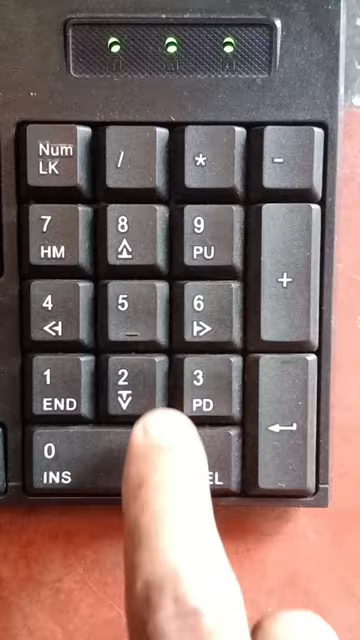 Num LK / * -
7 HM 8 9 PU +
4 5 6
1 END 2 3 PD
0 INS EL